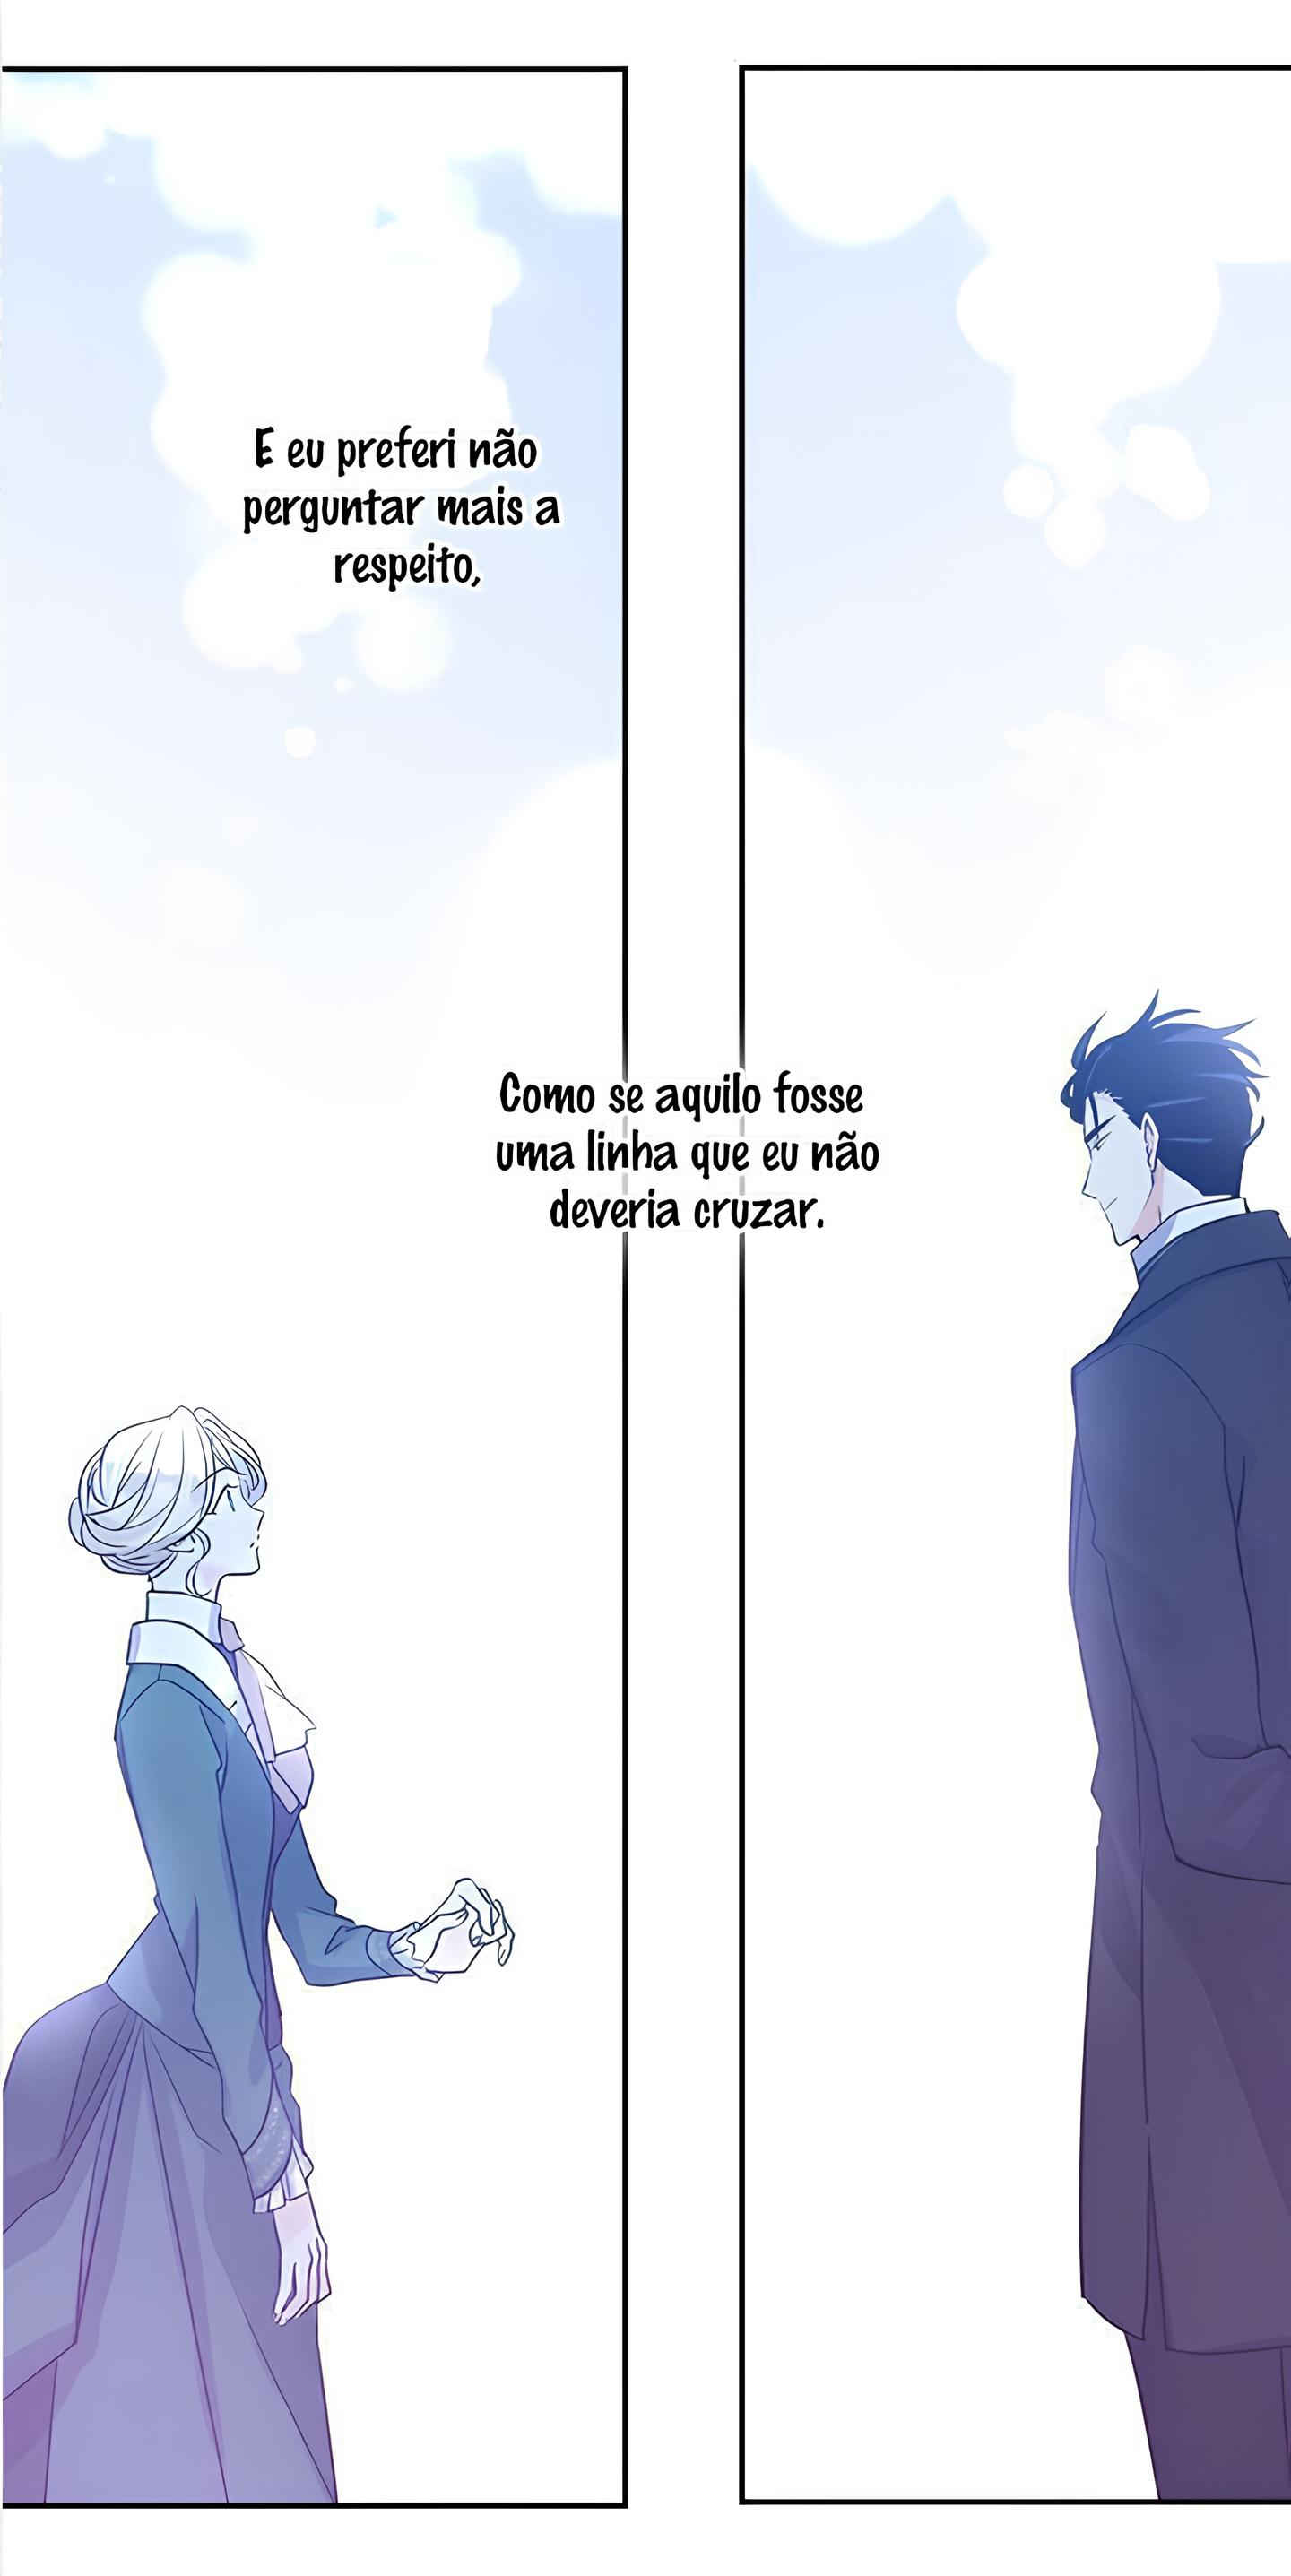 E eu preferi não
perguntar mais a
respeito,
Como se aquilo fosse
uma linha que eu não
deveria cruzar.